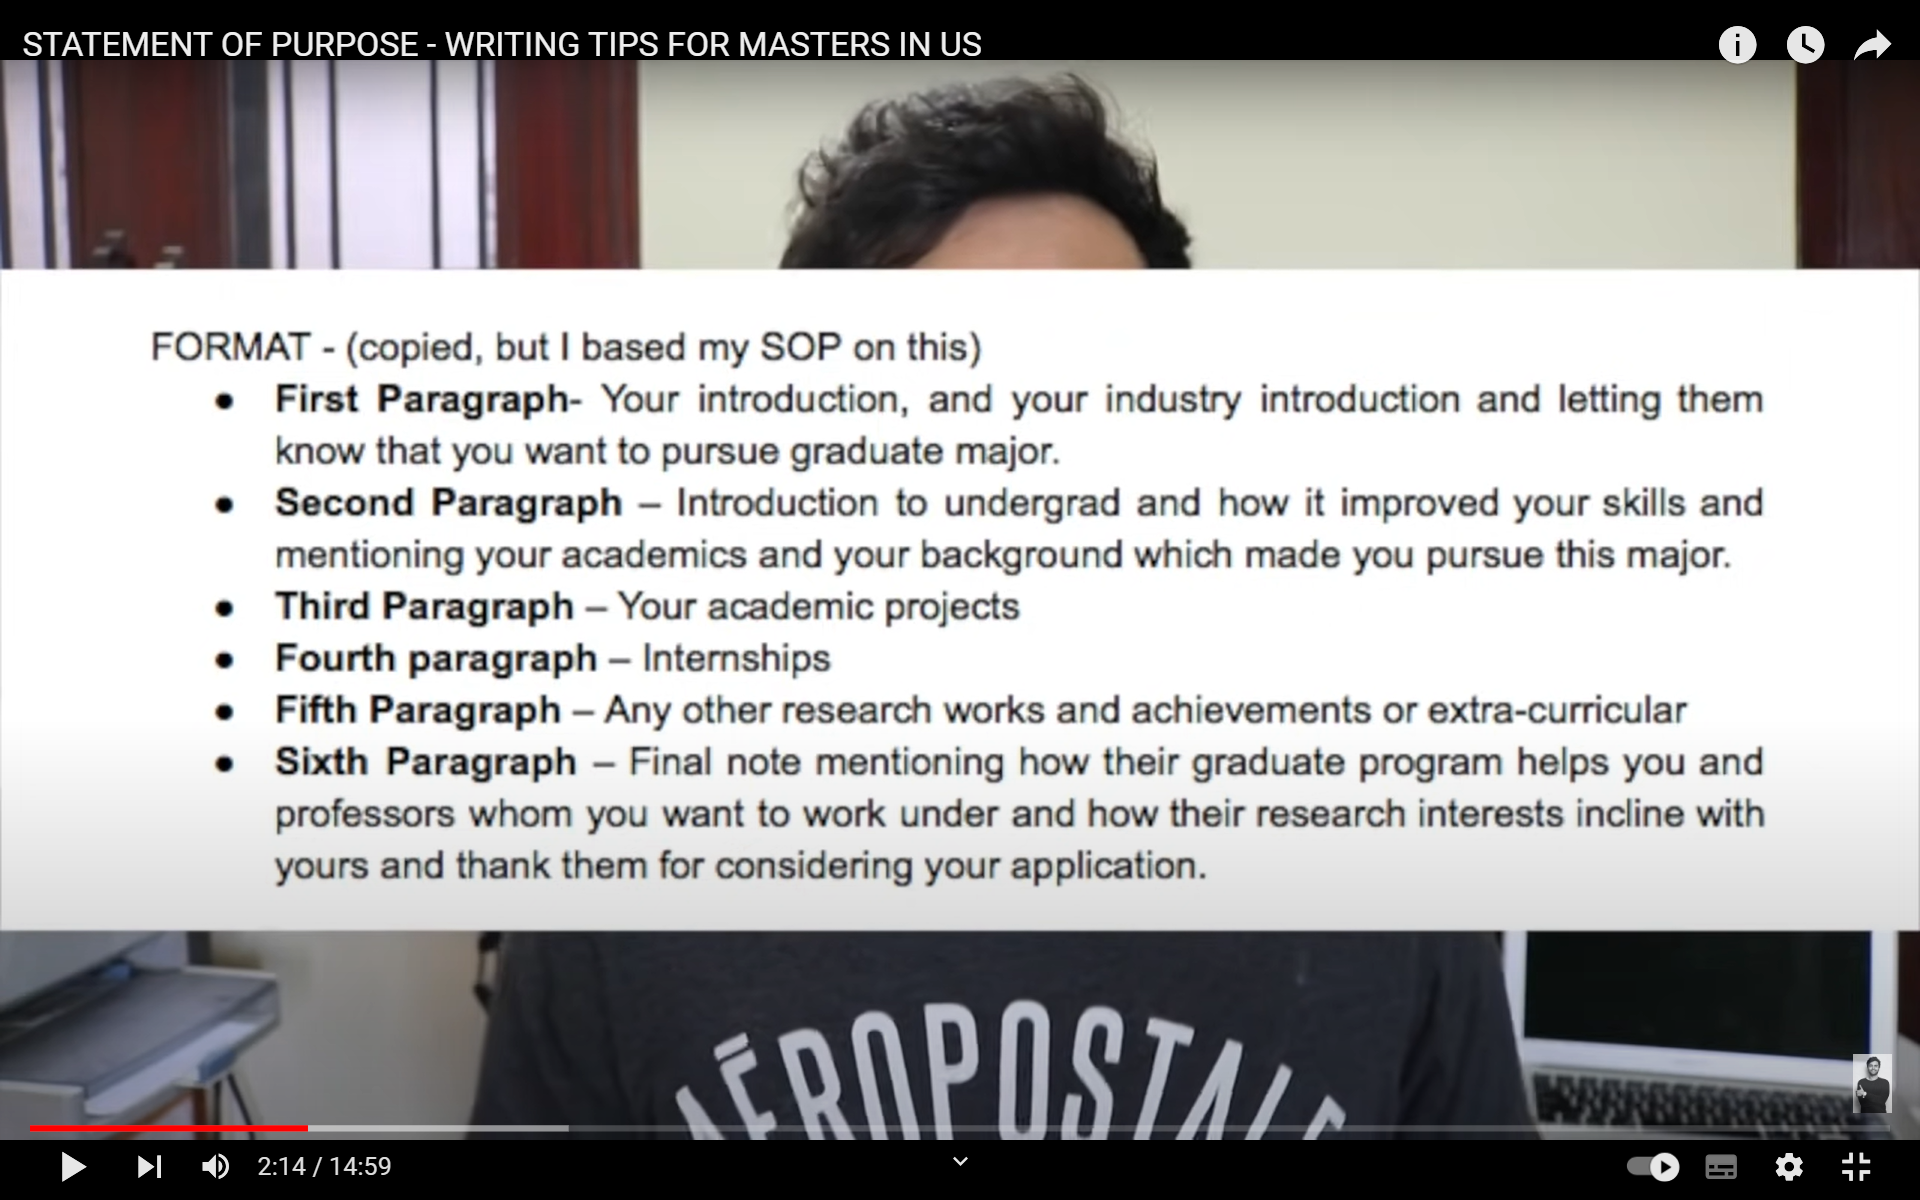 STATEMENT OF PURPOSE - WRITING TIPS FOR MASTERS IN US
FORMAT - (copied, but I based my SOP on this)
● First Paragraph- Your introduction, and your industry introduction and letting them
know that you want to pursue graduate major.
● Second Paragraph – Introduction to undergrad and how it improved your skills and
mentioning your academics and your background which made you pursue this major.
● Third Paragraph – Your academic projects
● Fourth paragraph – Internships
● Fifth Paragraph – Any other research works and achievements or extra-curricular
● Sixth Paragraph – Final note mentioning how their graduate program helps you and
professors whom you want to work under and how their research interests incline with
yours and thank them for considering your application.
AÉROPOSTALE
2:14 / 14:59